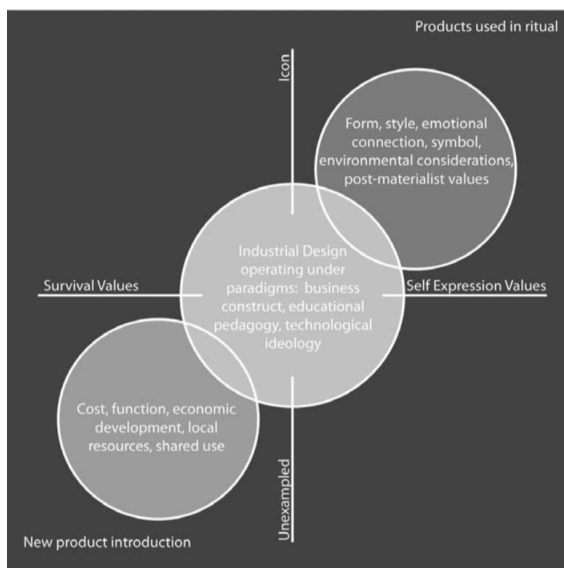 Products used in ritual
Icon
Form, style, emotional
connection, symbol,
environmental considerations,
post-materialist values
Industrial Design
operating under
paradigms: business
construct, educational
pedagogy, technological
ideology
Survival Values
Self Expression Values
Cost, function, economic
development, local
resources, shared use
Unexampled
New product introduction